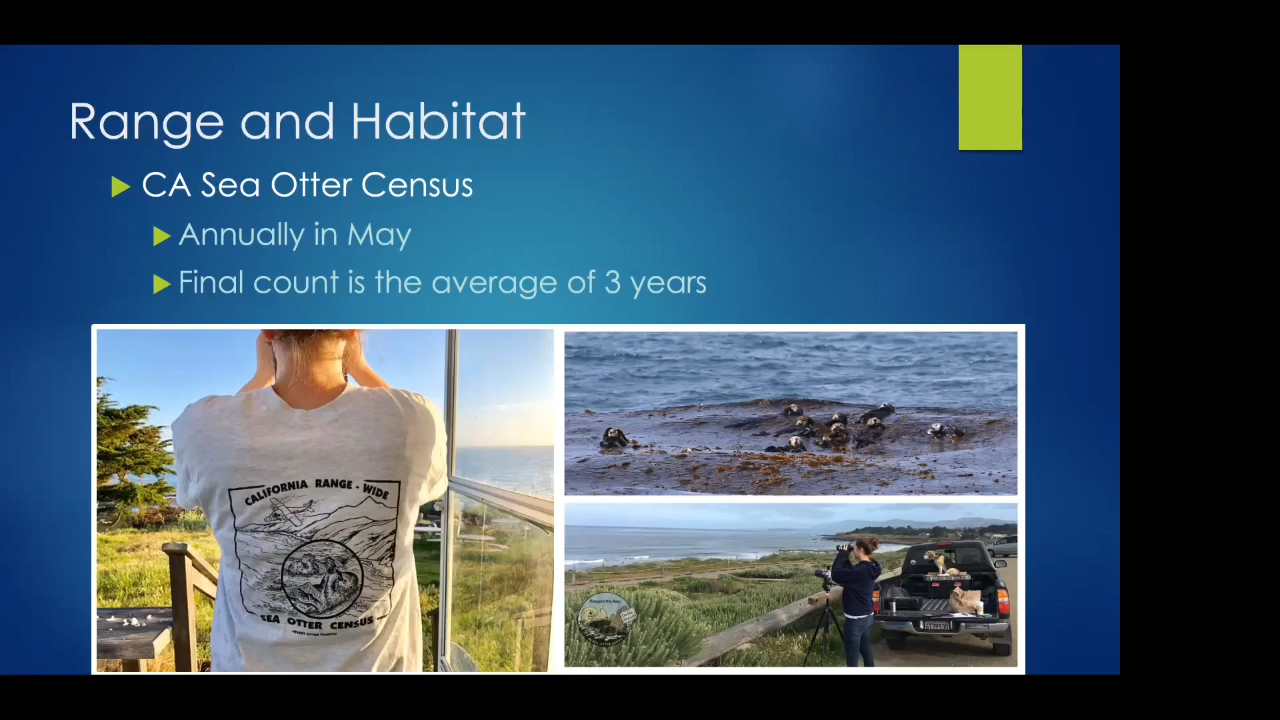 Range and Habitat
CA Sea Otter Census
Annually in May
Final count is the average of 3 years
CALIFORNIA RANGE - WIDE
SEA OTTER CENSUS